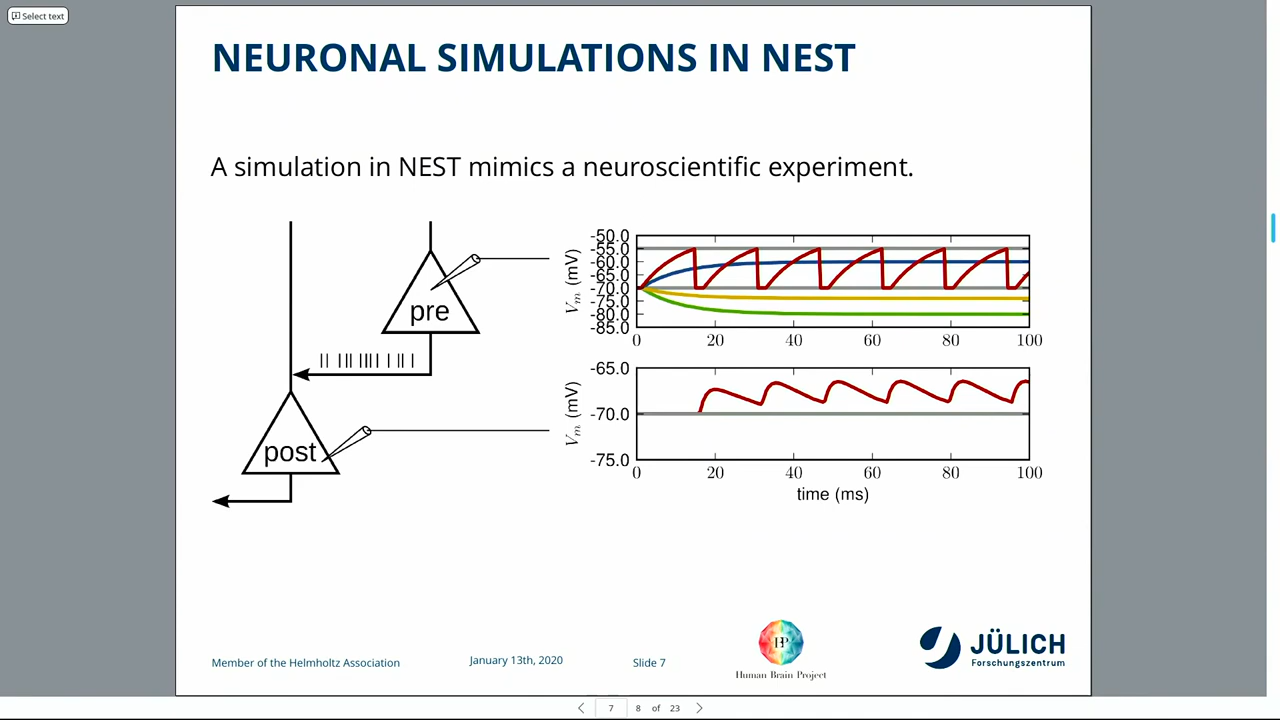 Select text
NEURONAL SIMULATIONS IN NEST
A simulation in NEST mimics a neuroscientific experiment.
pre
post
-50.0
-55.0
-60.0
-65.0
-70.0
-75.0
-80.0
-85.0
V_m (mV)
0 20 40 60 80 100
-65.0
-70.0
-75.0
V_m (mV)
0 20 40 60 80 100
time (ms)
Member of the Helmholtz Association
January 13th, 2020
Slide 7
HBP
Human Brain Project
JÜLICH
Forschungszentrum
7 8 of 23